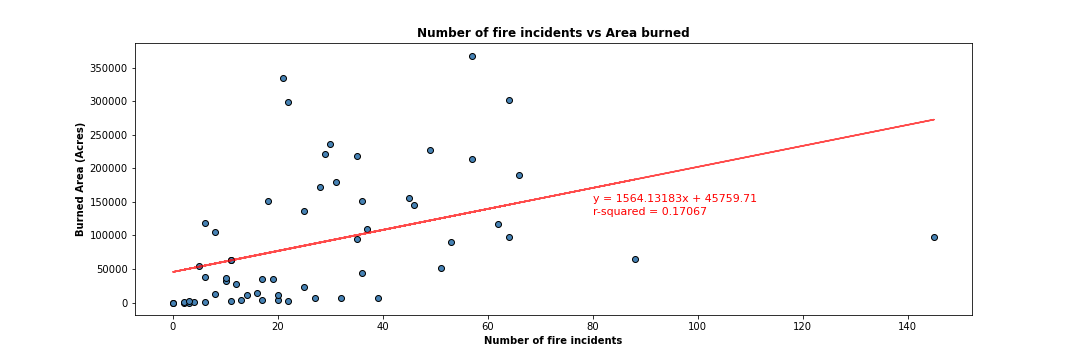 Number of fire incidents vs Area burned
350000
300000
250000
200000
150000
100000
50000
0
Burned Area (Acres)
y = 1564.13183x + 45759.71
r-squared = 0.17067
0 20 40 60 80 100 120 140
Number of fire incidents